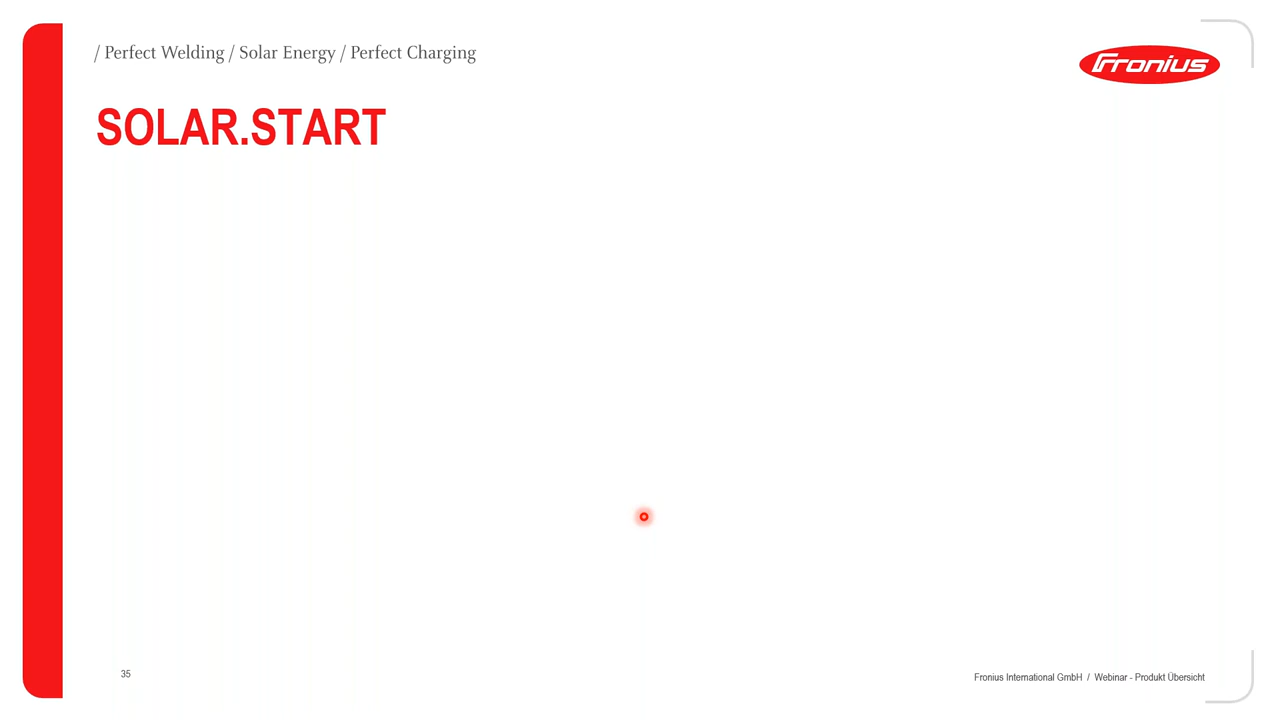 / Perfect Welding / Solar Energy / Perfect Charging
Fronius
SOLAR.START
35
Fronius International GmbH / Webinar - Produkt Übersicht